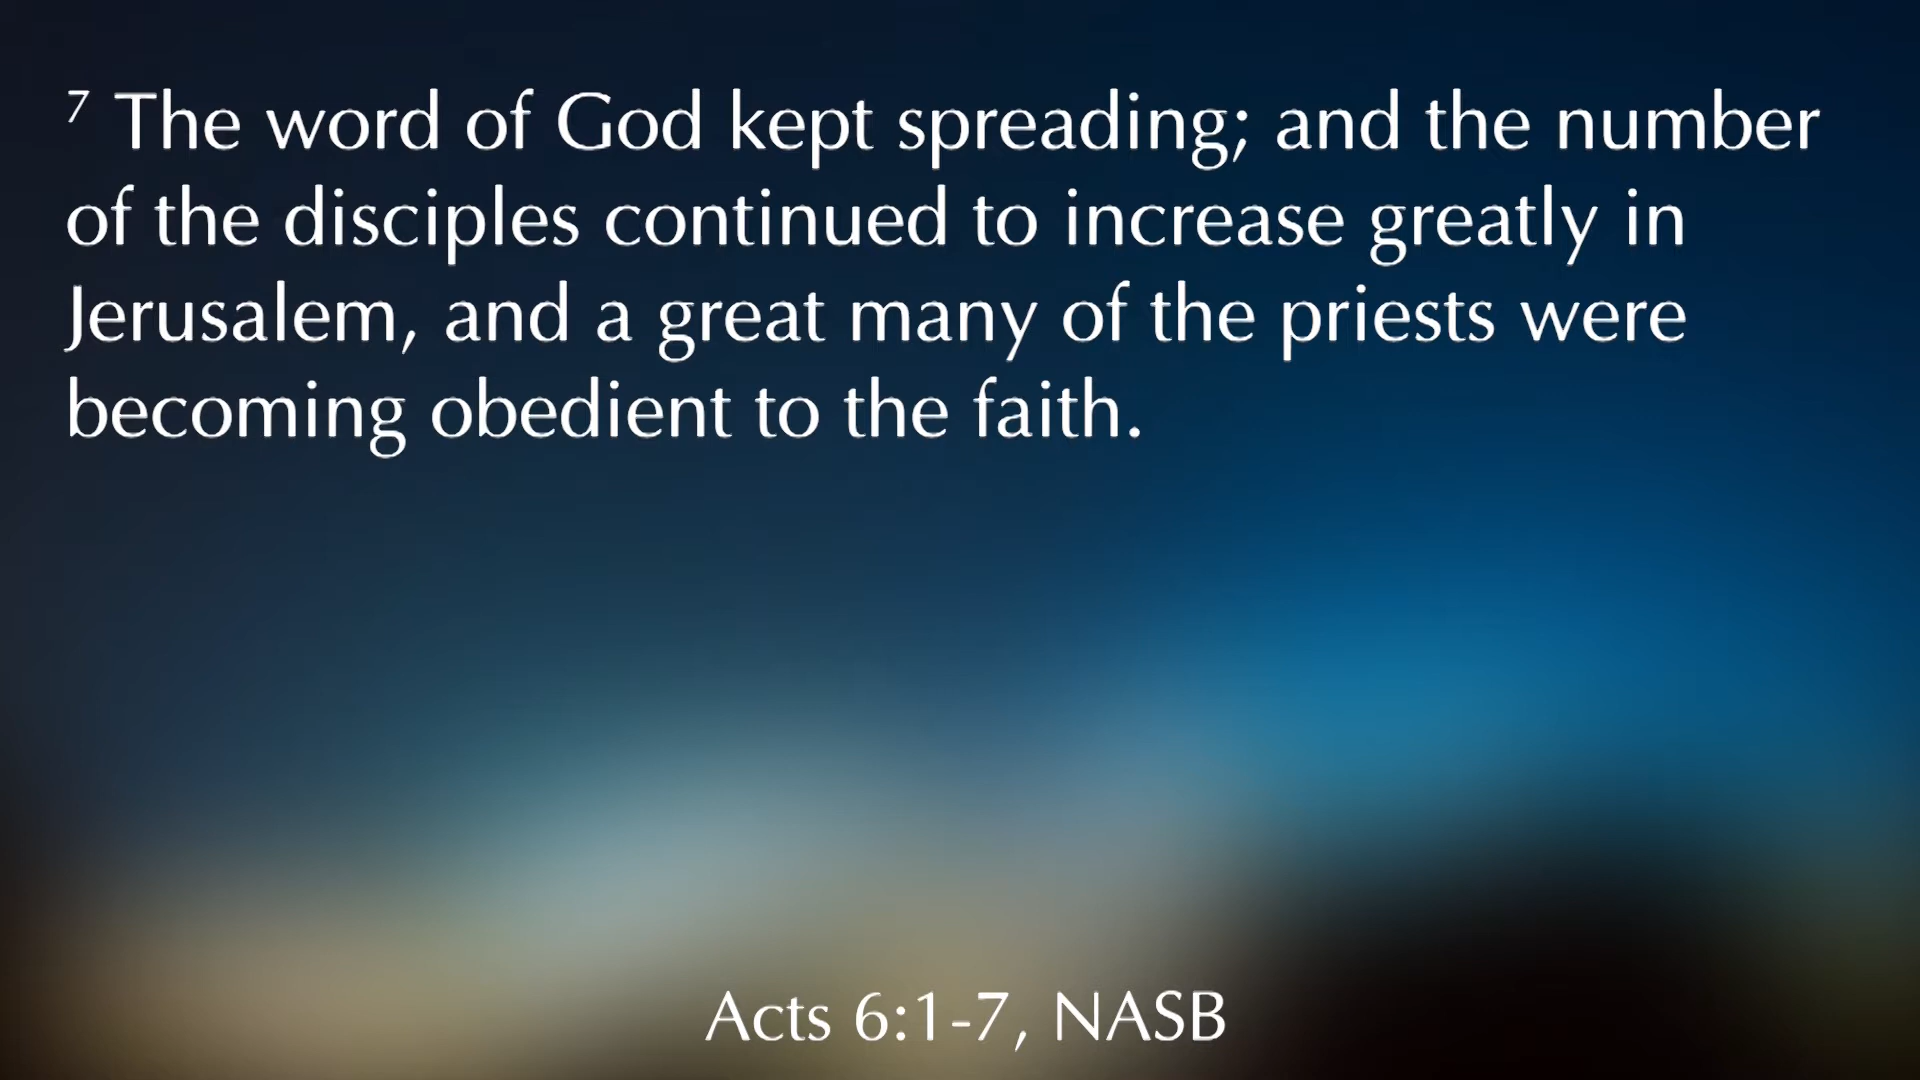 7 The word of God kept spreading; and the number
of the disciples continued to increase greatly in
Jerusalem, and a great many of the priests were
becoming obedient to the faith.
Acts 6:1-7, NASB